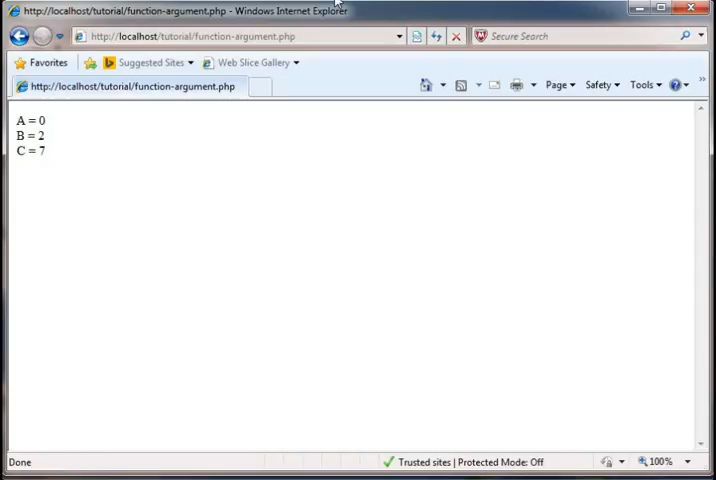 http://localhost/tutorial/function-argument.php - Windows Internet Explorer
http://localhost/tutorial/function-argument.php
Secure Search
Favorites
Suggested Sites
Web Slice Gallery
http://localhost/tutorial/function-argument.php
Page
Safety
Tools
A = 0
B = 2
C = 7
Done
Trusted sites | Protected Mode: Off
100%